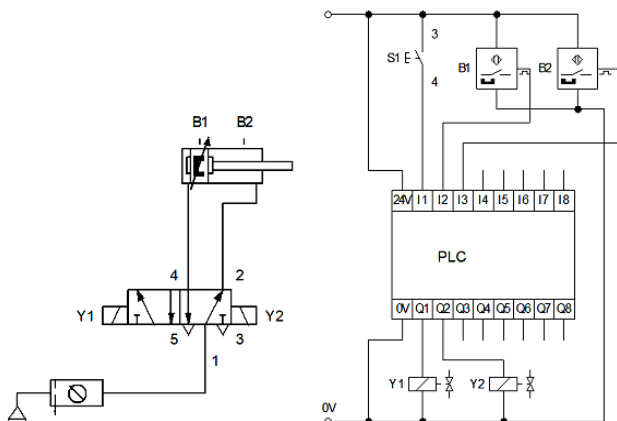 B1 B2
4 2
Y1 Y2
5 3
1
3
S1
4
B1 B2
24V I1 I2 I3 I4 I5 I6 I7 I8
PLC
0V Q1 Q2 Q3 Q4 Q5 Q6 Q7 Q8
Y1 Y2
0V